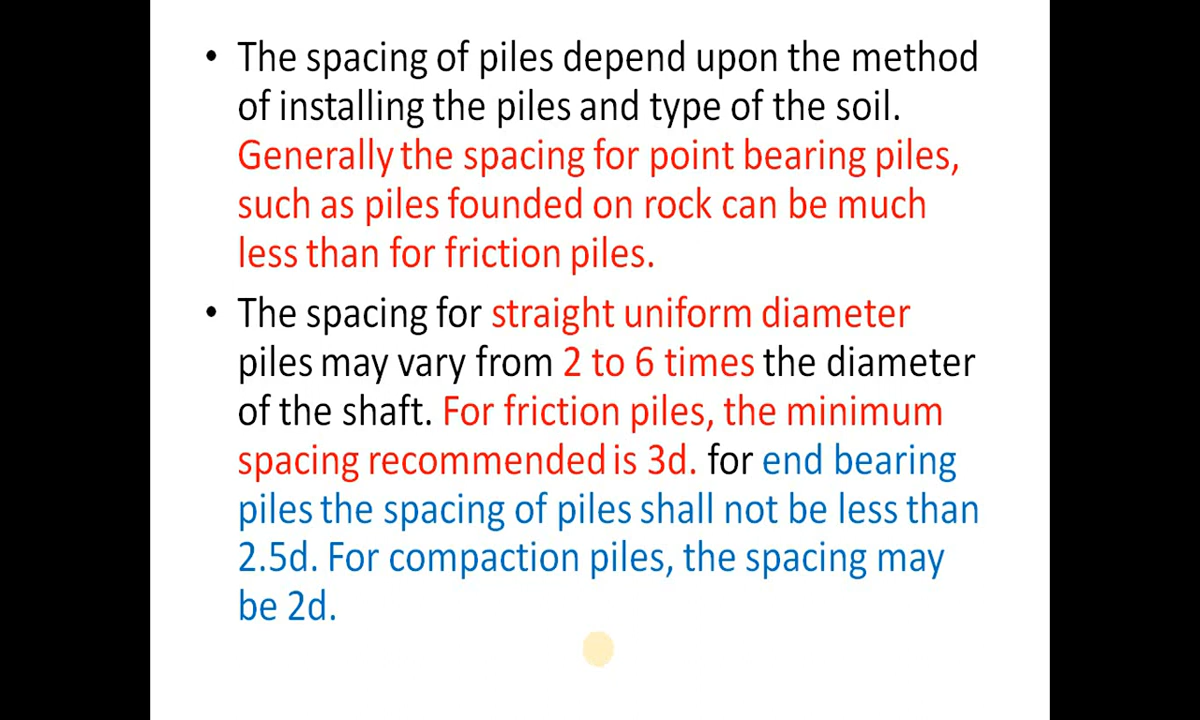 • The spacing of piles depend upon the method
of installing the piles and type of the soil.
Generally the spacing for point bearing piles,
such as piles founded on rock can be much
less than for friction piles.
• The spacing for straight uniform diameter
piles may vary from 2 to 6 times the diameter
of the shaft. For friction piles, the minimum
spacing recommended is 3d. for end bearing
piles the spacing of piles shall not be less than
2.5d. For compaction piles, the spacing may
be 2d.